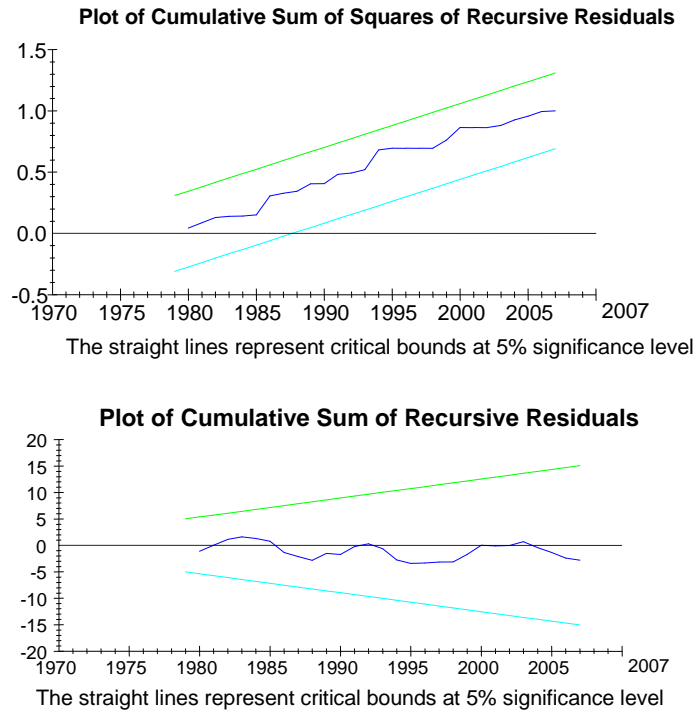 Plot of Cumulative Sum of Squares of Recursive Residuals
1.5
1.0
0.5
0.0
-0.5
1970 1975 1980 1985 1990 1995 2000 2005 2007
The straight lines represent critical bounds at 5% significance level
Plot of Cumulative Sum of Recursive Residuals
20
15
10
5
0
-5
-10
-15
-20
1970 1975 1980 1985 1990 1995 2000 2005 2007
The straight lines represent critical bounds at 5% significance level